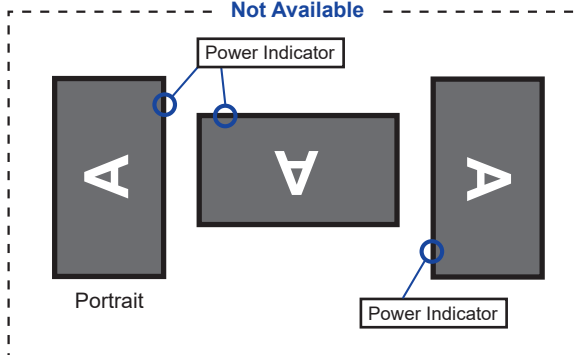 Not Available
Power Indicator
A
A
A
Portrait
Power Indicator